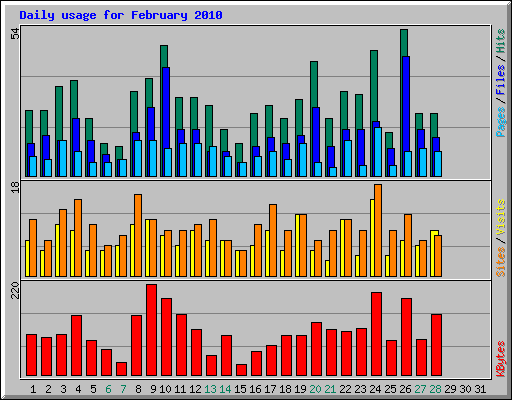 Daily usage for February 2010
54
Pages / Files / Hits
18
Sites / Visits
220
KBytes
1 2 3 4 5 6 7 8 9 10 11 12 13 14 15 16 17 18 19 20 21 22 23 24 25 26 27 28 29 30 31